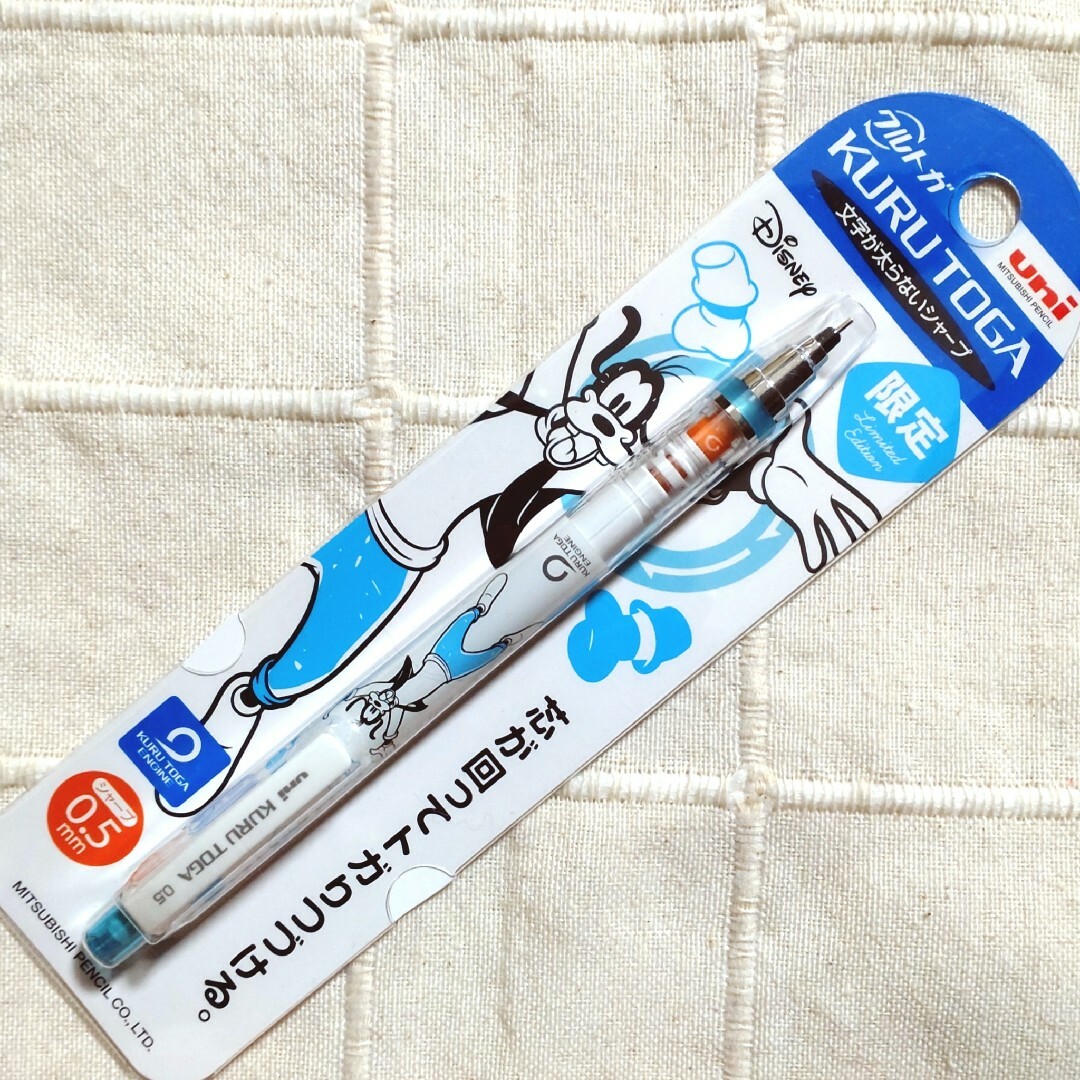 クルトガ
KURU TOGA
文字が太らないシャープ
uni
MITSUBISHI PENCIL
Disney
限定
Limited
Edition
G
KURU TOGA
ENGINE
KURU TOGA
ENGINE
シャープ
0.5
mm
uni KURU TOGA 0.5
芯が回ってトガりつづける。
MITSUBISHI PENCIL CO., LTD.